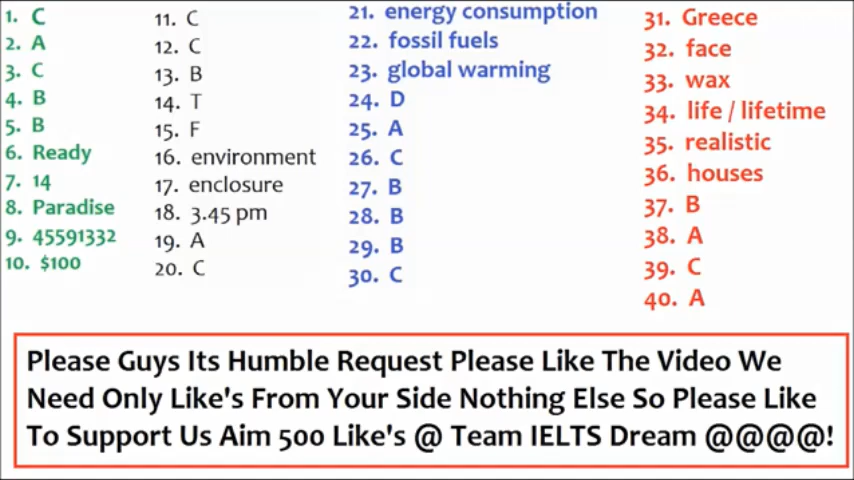 1. C
2. A
3. C
4. B
5. B
6. Ready
7. 14
8. Paradise
9. 45591332
10. $100
11. C
12. C
13. B
14. T
15. F
16. environment
17. enclosure
18. 3.45 pm
19. A
20. C
21. energy consumption
22. fossil fuels
23. global warming
24. D
25. A
26. C
27. B
28. B
29. B
30. C
31. Greece
32. face
33. wax
34. life / lifetime
35. realistic
36. houses
37. B
38. A
39. C
40. A
Please Guys Its Humble Request Please Like The Video We
Need Only Like's From Your Side Nothing Else So Please Like
To Support Us Aim 500 Like's @ Team IELTS Dream @@@@!